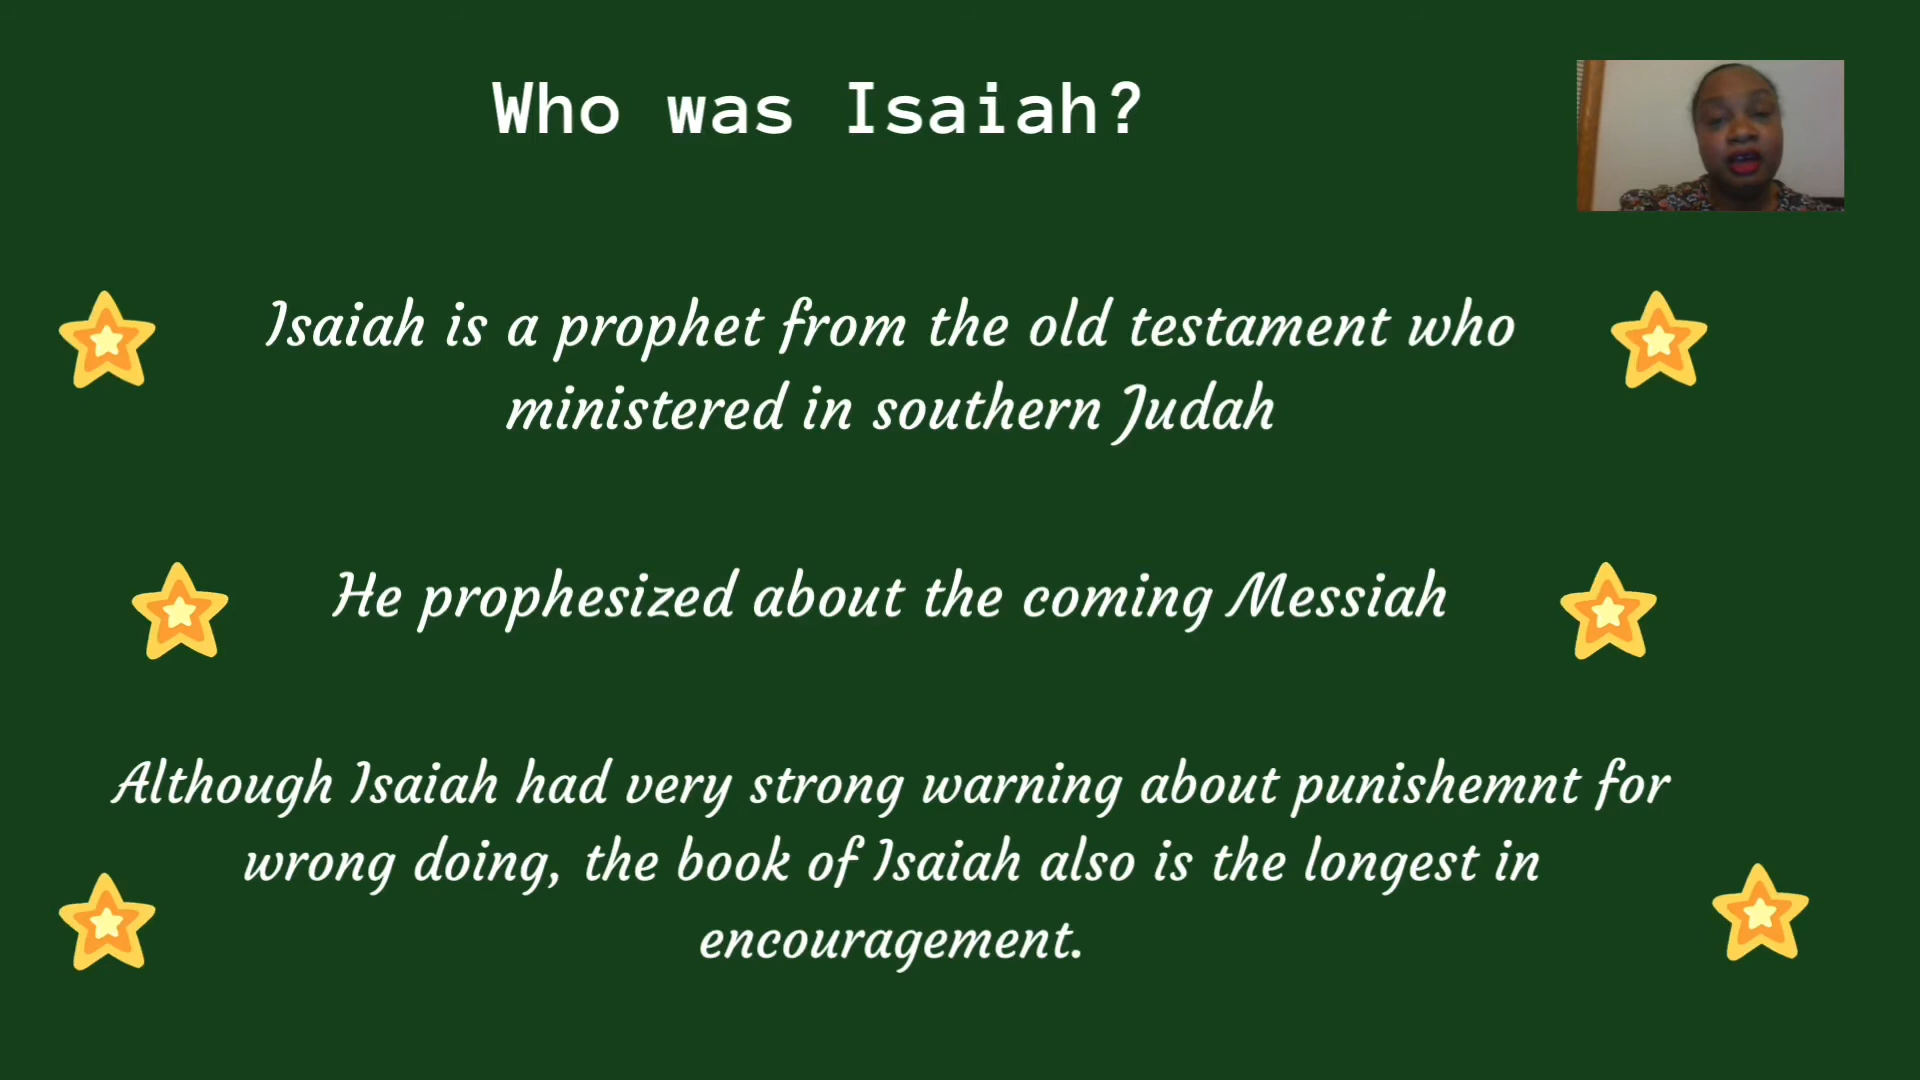 Who was Isaiah?
Isaiah is a prophet from the old testament who
ministered in southern Judah
He prophesized about the coming Messiah
Although Isaiah had very strong warning about punishemnt for
wrong doing, the book of Isaiah also is the longest in
encouragement.